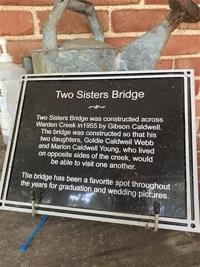 Two Sisters Bridge
Two Sisters Bridge was constructed across
Warden Creek in1955 by Gibson Caldwell.
The bridge was constructed so that his
two daughters, Goldie Caldwell Webb
and Marion Caldwell Young, who lived
on opposite sides of the creek, would
be able to visit one another.
The bridge has been a favorite spot throughout
the years for graduation and wedding pictures.